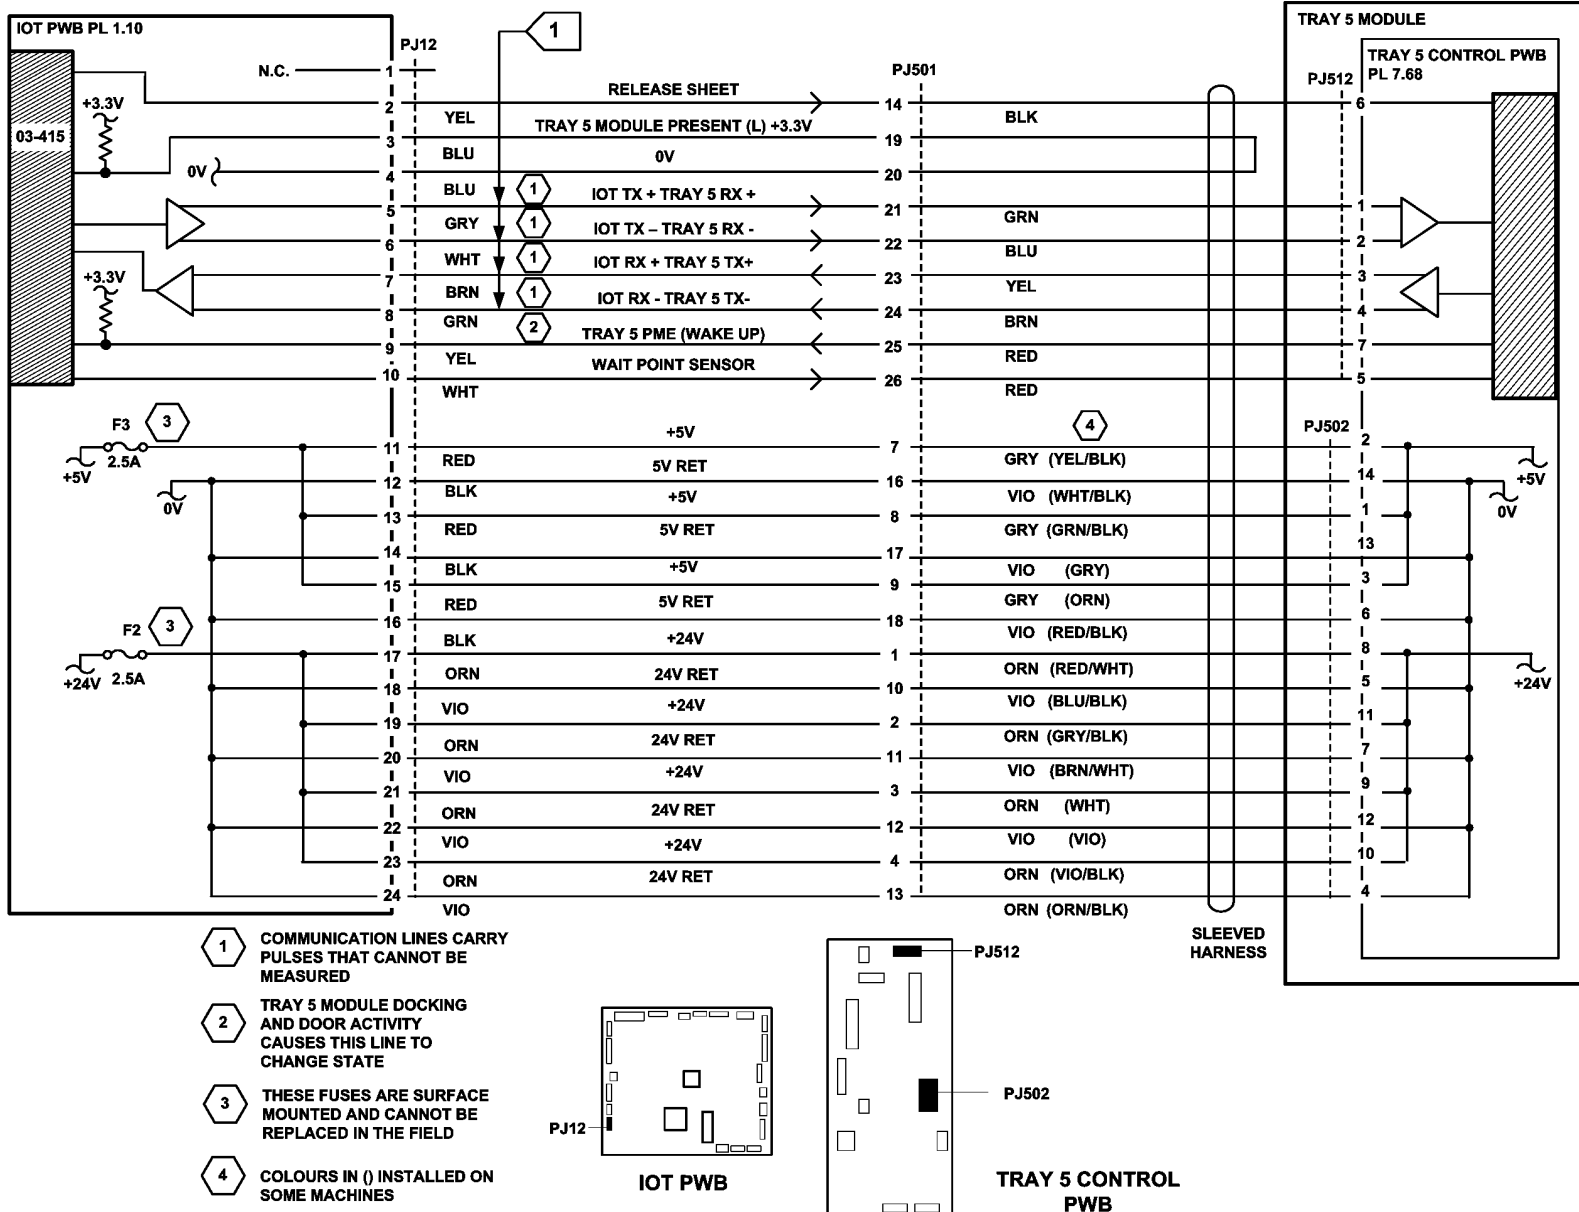 IOT PWB PL 1.10
PJ12
1
TRAY 5 MODULE
TRAY 5 CONTROL PWB
PL 7.68
PJ501
PJ512
N.C. 1
03-415
+3.3V
RELEASE SHEET
2 14 6
YEL BLK
TRAY 5 MODULE PRESENT (L) +3.3V
3 19
BLU
0V
0V 4 20
BLU 1 IOT TX + TRAY 5 RX +
5 21 1
GRY 1 IOT TX – TRAY 5 RX - GRN
6 22 2
WHT 1 IOT RX + TRAY 5 TX+ BLU
+3.3V
7 23 3
BRN 1 IOT RX - TRAY 5 TX- YEL
8 24 4
GRN 2 TRAY 5 PME (WAKE UP) BRN
9 25 7
YEL WAIT POINT SENSOR RED
10 26 5
WHT RED
F3 3
2.5A
+5V
+5V
4
PJ502
11 7 2
RED 5V RET GRY (YEL/BLK)
+5V
0V
12 16 14
BLK +5V VIO (WHT/BLK)
0V
13 8 1
RED 5V RET GRY (GRN/BLK)
14 17 13
BLK +5V VIO (GRY)
15 9 3
RED 5V RET GRY (ORN)
16 18 6
F2 3
BLK +24V VIO (RED/BLK)
17 1 8
+24V 2.5A
ORN 24V RET ORN (RED/WHT)
+24V
18 10 5
VIO +24V VIO (BLU/BLK)
19 2 11
ORN 24V RET ORN (GRY/BLK)
20 11 7
VIO +24V VIO (BRN/WHT)
21 3 9
ORN 24V RET ORN (WHT)
22 12 12
VIO +24V VIO (VIO)
23 4 10
ORN 24V RET ORN (VIO/BLK)
24 13 4
VIO ORN (ORN/BLK)
SLEEVED
HARNESS
1 COMMUNICATION LINES CARRY
PULSES THAT CANNOT BE
MEASURED
2 TRAY 5 MODULE DOCKING
AND DOOR ACTIVITY
CAUSES THIS LINE TO
CHANGE STATE
3 THESE FUSES ARE SURFACE
MOUNTED AND CANNOT BE
REPLACED IN THE FIELD
4 COLOURS IN () INSTALLED ON
SOME MACHINES
PJ12
IOT PWB
PJ512
PJ502
TRAY 5 CONTROL
PWB